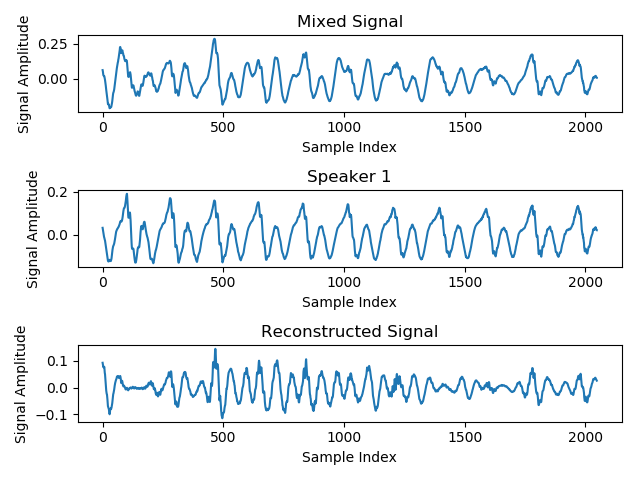 Mixed Signal
0.25
0.00
Signal Amplitude
0 500 1000 1500 2000
Sample Index
Speaker 1
0.2
0.0
Signal Amplitude
0 500 1000 1500 2000
Sample Index
Reconstructed Signal
0.1
0.0
−0.1
Signal Amplitude
0 500 1000 1500 2000
Sample Index